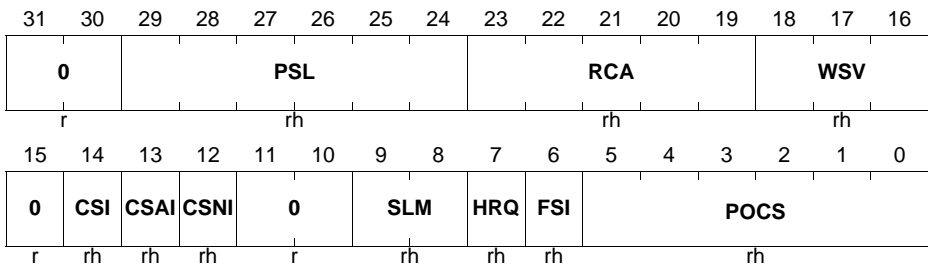 31 30 29 28 27 26 25 24 23 22 21 20 19 18 17 16
0 PSL RCA WSV
r rh rh rh
15 14 13 12 11 10 9 8 7 6 5 4 3 2 1 0
0 CSI CSAI CSNI 0 SLM HRQ FSI POCS
r rh rh rh r rh rh rh rh